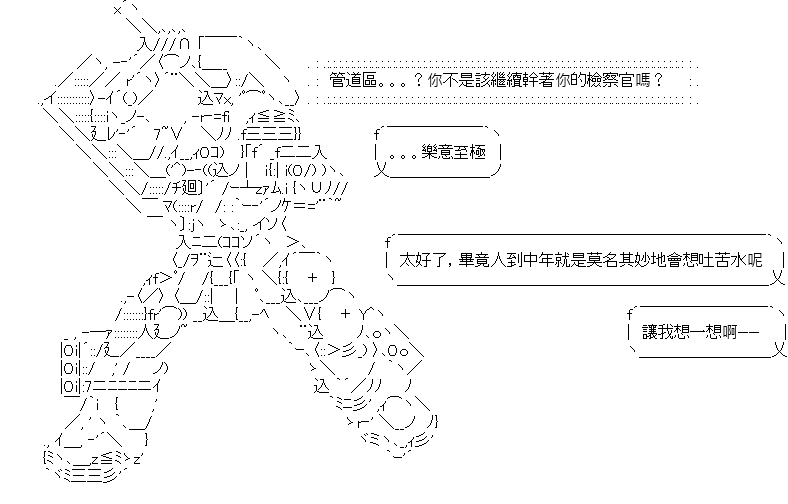 管道區。。。？你不是該繼續幹著你的檢察官嗎？
。。。樂意至極
太好了，畢竟人到中年就是莫名其妙地會想吐苦水呢
讓我想一想啊——